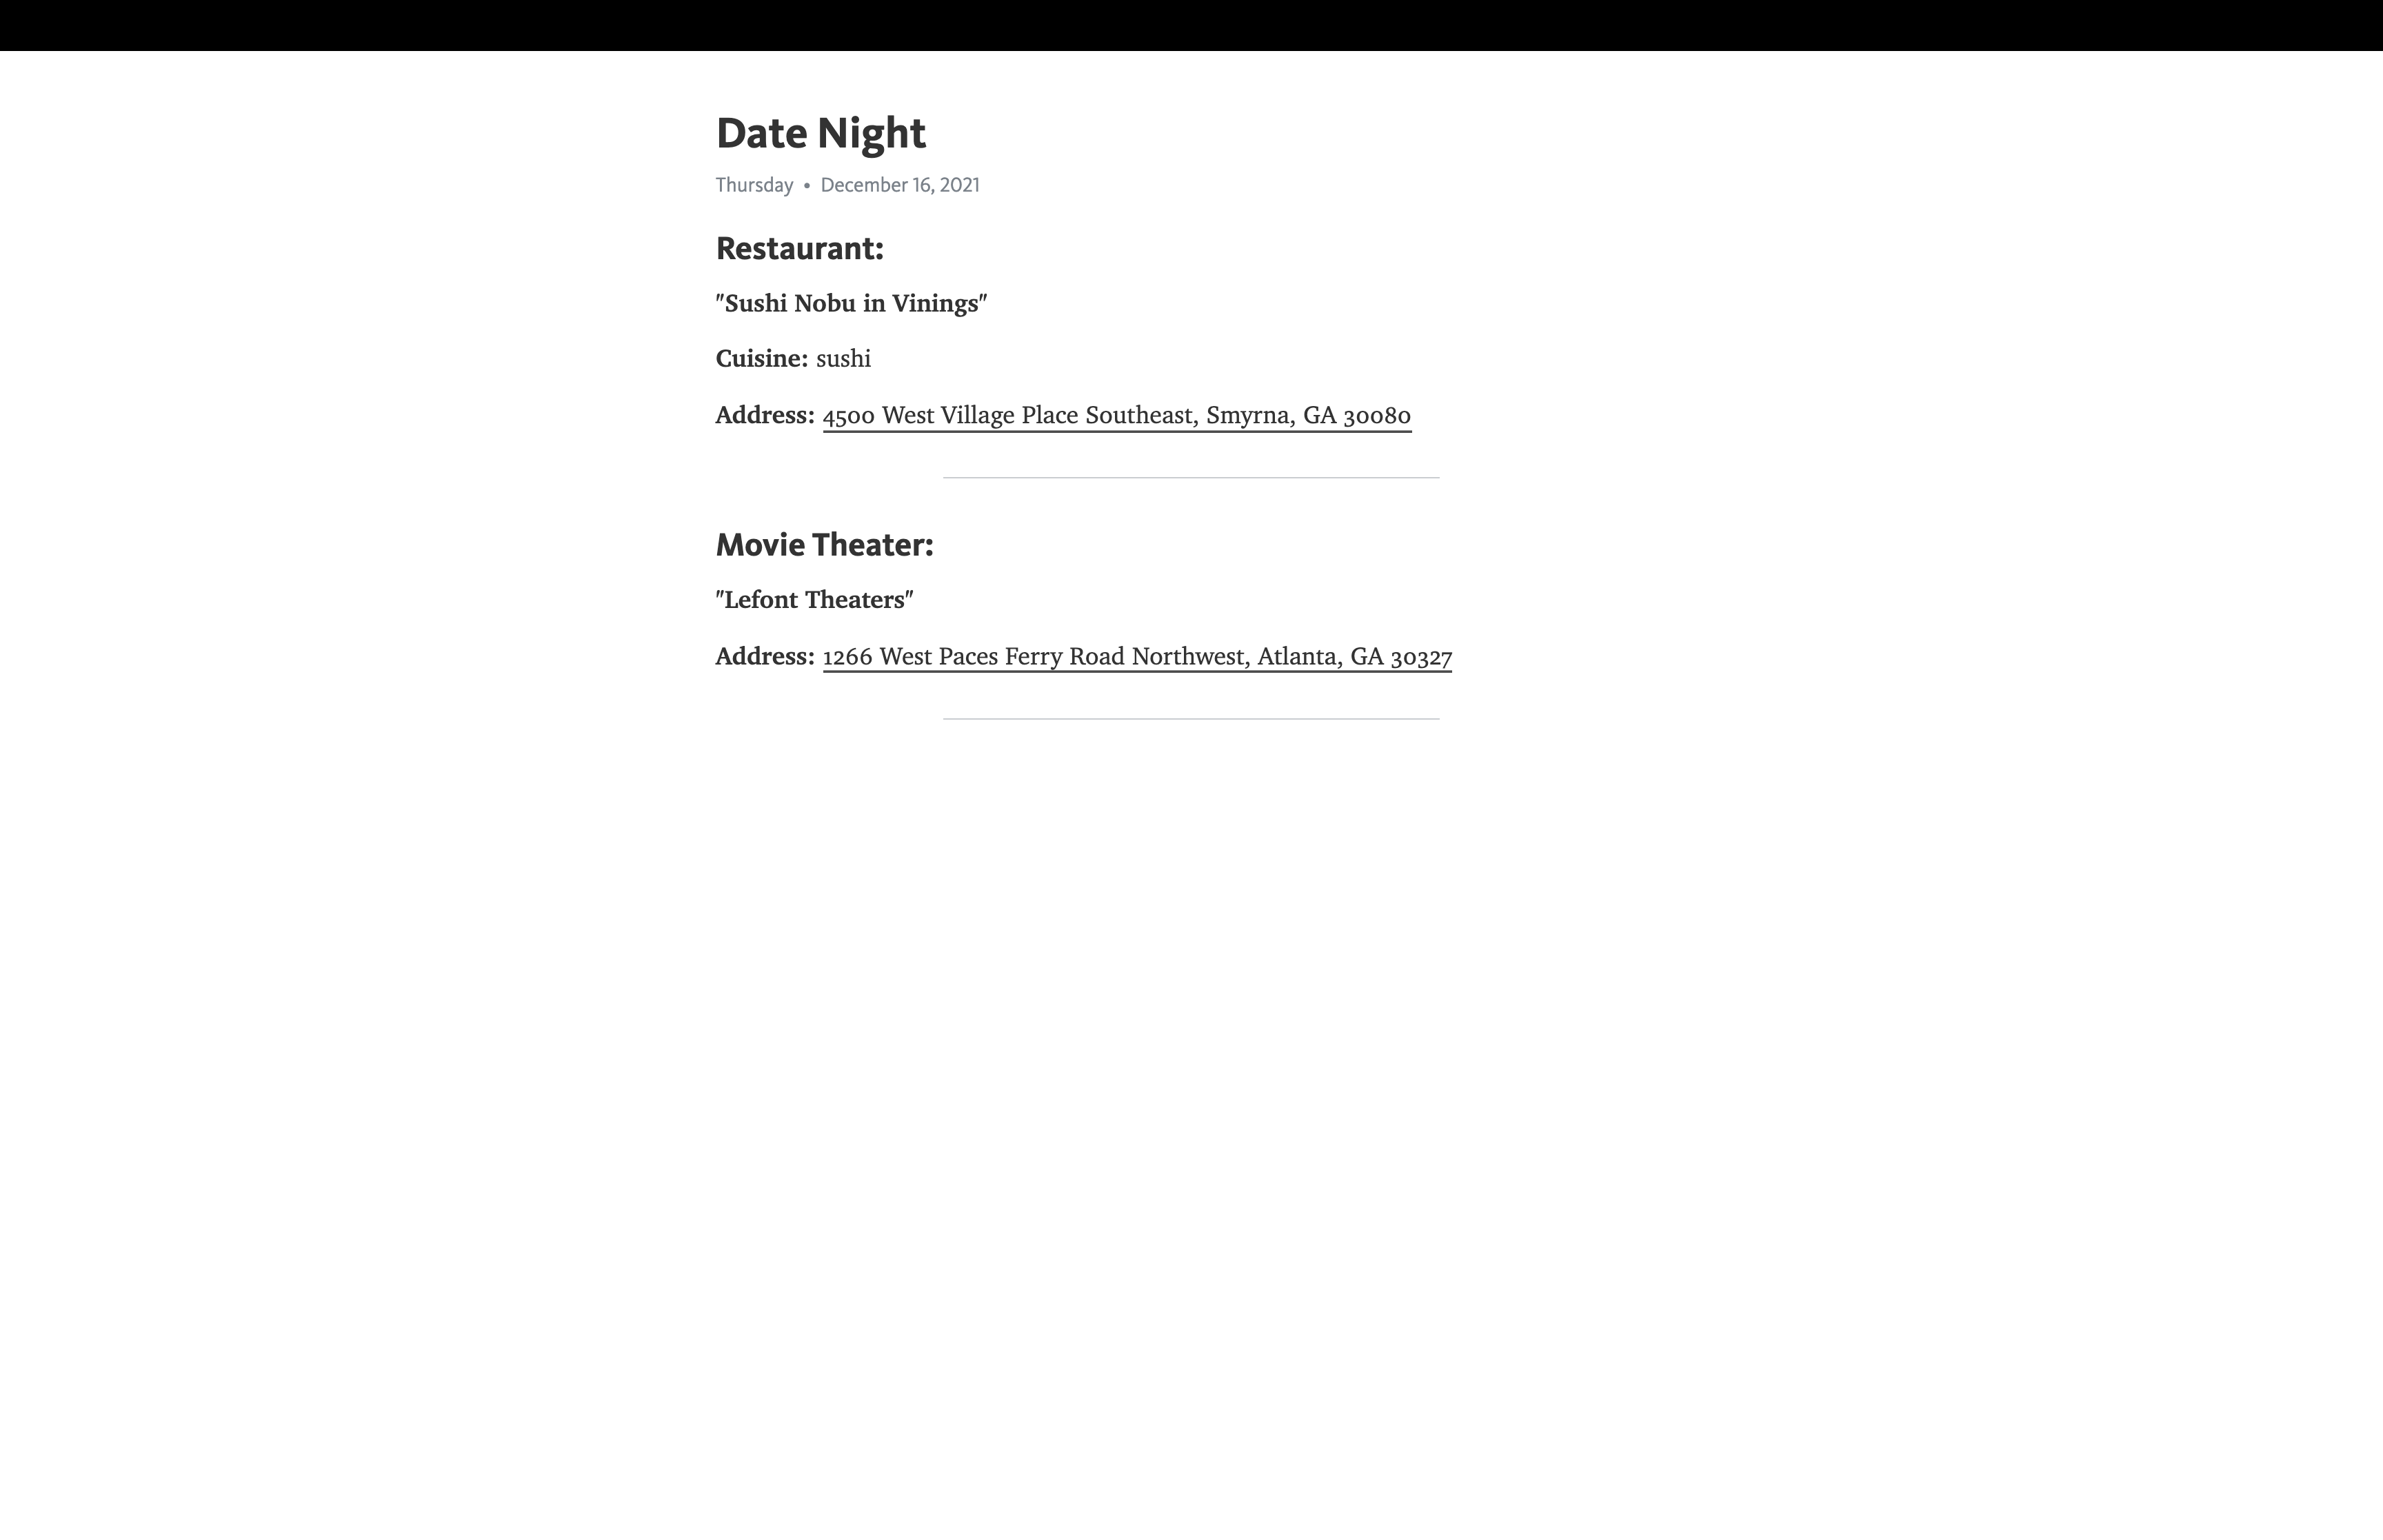 Date Night
Thursday • December 16, 2021
Restaurant:
"Sushi Nobu in Vinings"
Cuisine: sushi
Address: 4500 West Village Place Southeast, Smyrna, GA 30080
Movie Theater:
"Lefont Theaters"
Address: 1266 West Paces Ferry Road Northwest, Atlanta, GA 30327